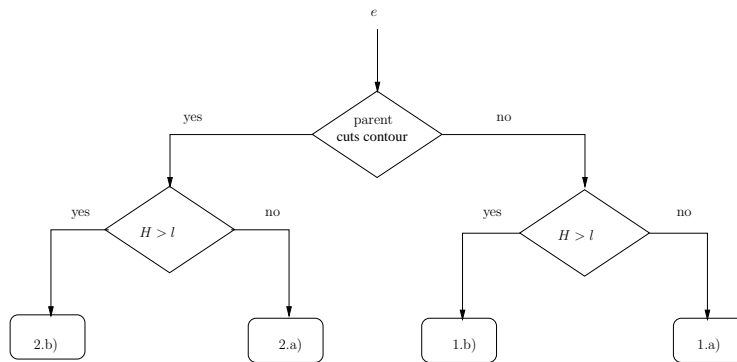 e
parent
cuts contour
yes
no
yes
H > l
no
yes
H > l
no
2.b)
2.a)
1.b)
1.a)